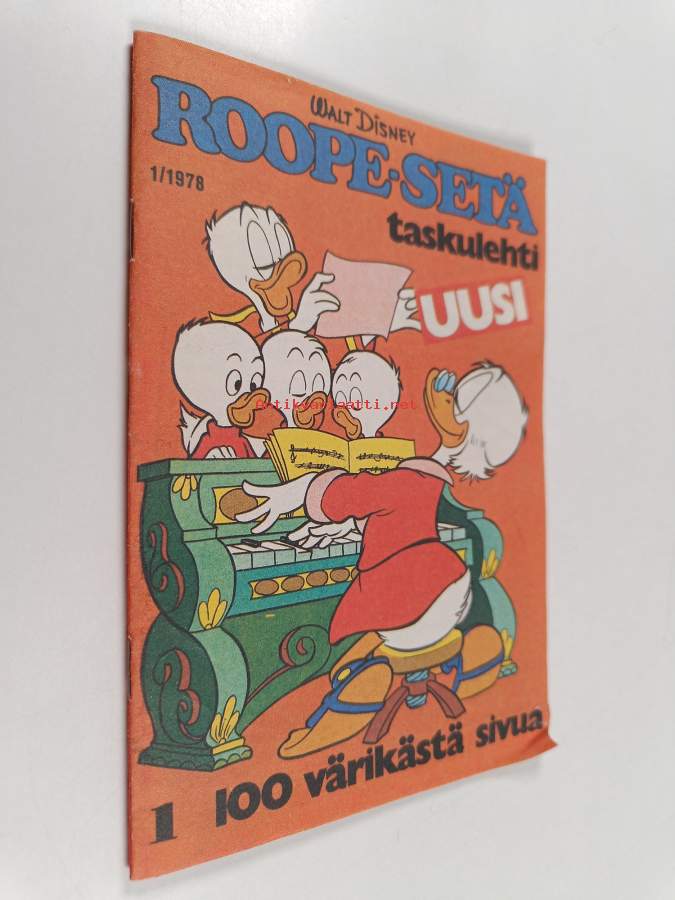 WALT DISNEY
ROOPE-SETÄ
1/1978
taskulehti
UUSI
Antikvariaatti.net
1 100 värikästä sivua